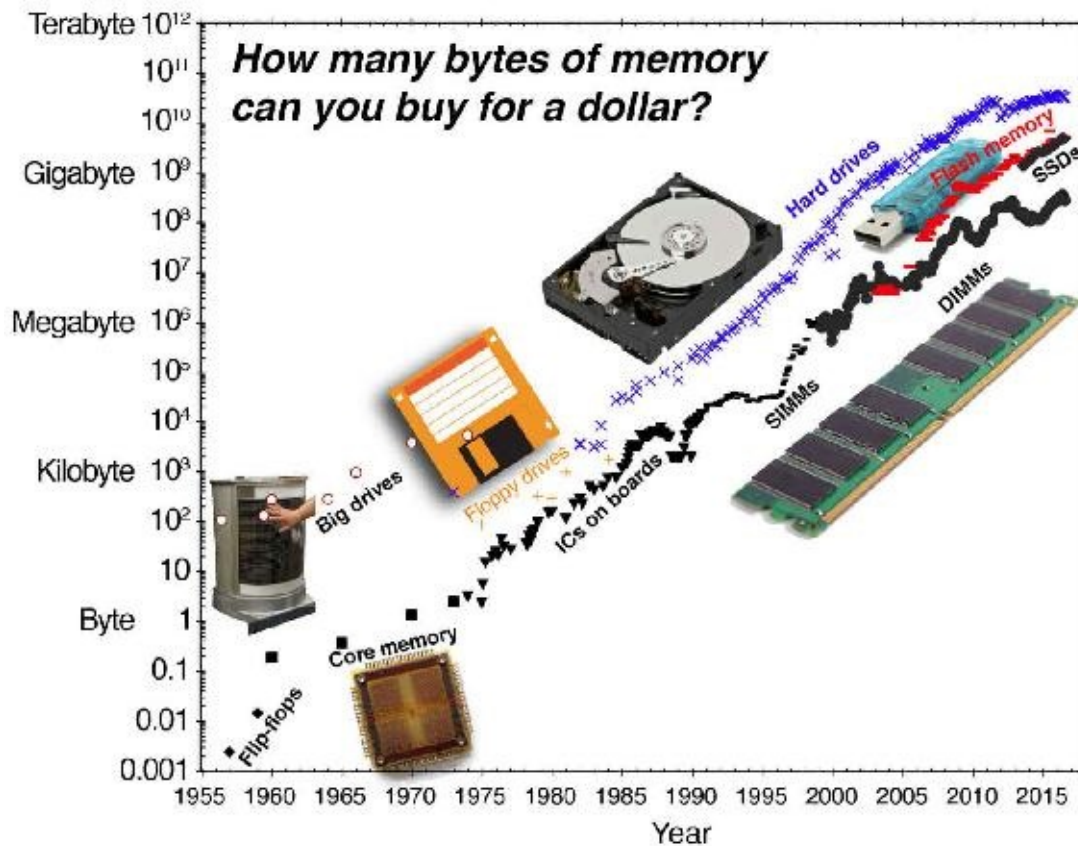 How many bytes of memory
can you buy for a dollar?
Terabyte 10¹²
10¹¹
10¹⁰
Gigabyte 10⁹
10⁸
10⁷
Megabyte 10⁶
10⁵
10⁴
Kilobyte 10³
10²
10
Byte 1
0.1
0.01
0.001
Hard drives
Flash memory
SSDs
DIMMs
SIMMs
Floppy drives
ICs on boards
Big drives
Core memory
Flip-flops
1955 1960 1965 1970 1975 1980 1985 1990 1995 2000 2005 2010 2015
Year